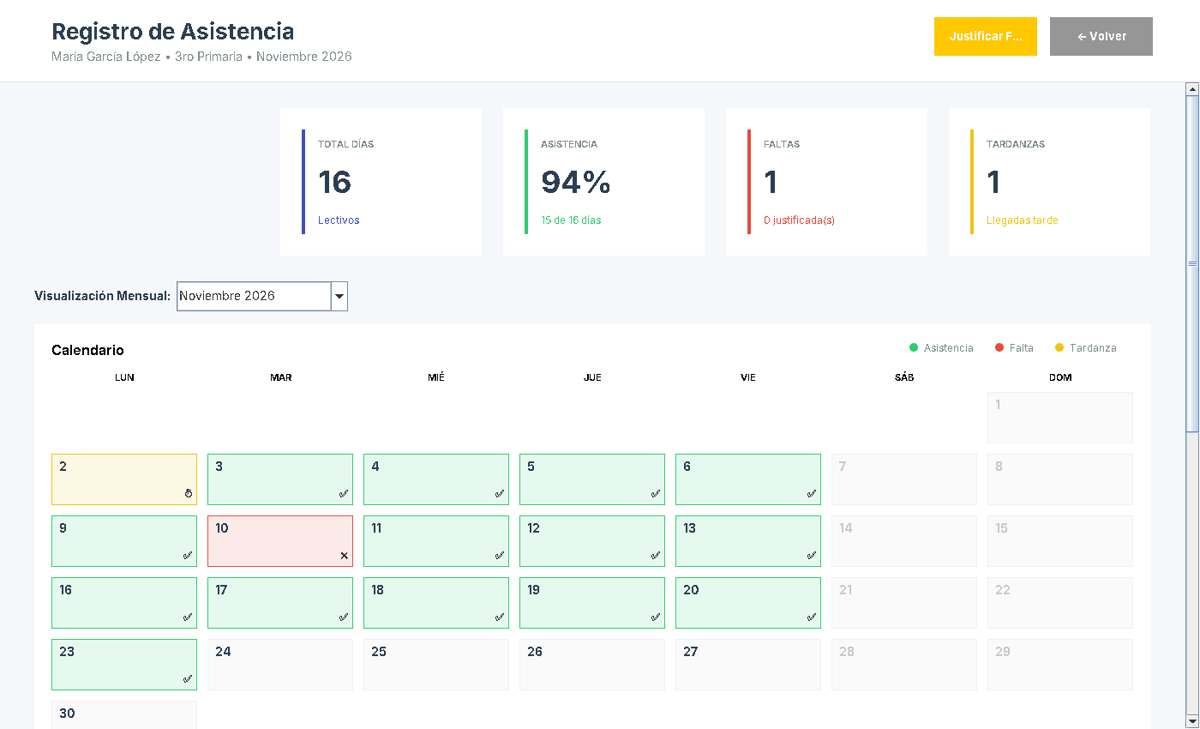 Registro de Asistencia
María García López • 3ro Primaria • Noviembre 2026
Justificar F...
← Volver
TOTAL DÍAS
16
Lectivos
ASISTENCIA
94%
15 de 16 días
FALTAS
1
0 justificada(s)
TARDANZAS
1
Llegadas tarde
Visualización Mensual: Noviembre 2026
Calendario
Asistencia Falta Tardanza
LUN MAR MIÉ JUE VIE SÁB DOM
1
2 3 4 5 6 7 8
9 10 11 12 13 14 15
16 17 18 19 20 21 22
23 24 25 26 27 28 29
30